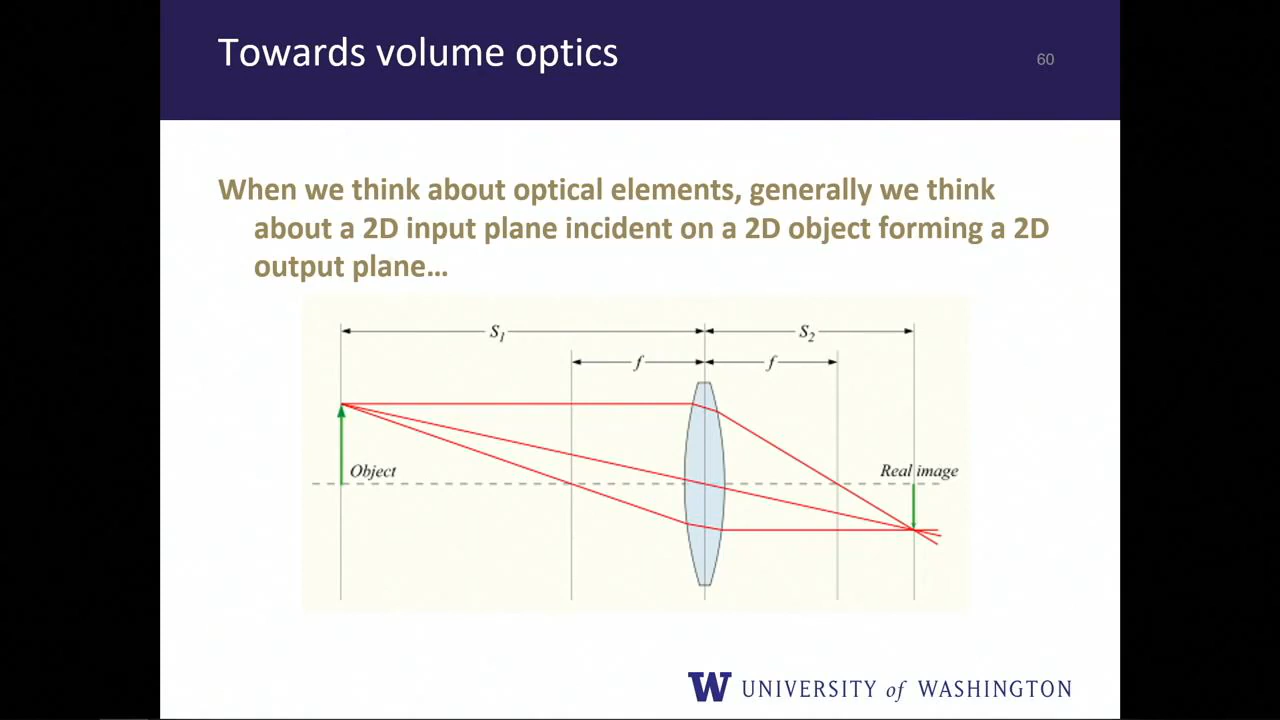 Towards volume optics
60
When we think about optical elements, generally we think
about a 2D input plane incident on a 2D object forming a 2D
output plane…
S1
S2
f
f
Object
Real image
W UNIVERSITY of WASHINGTON